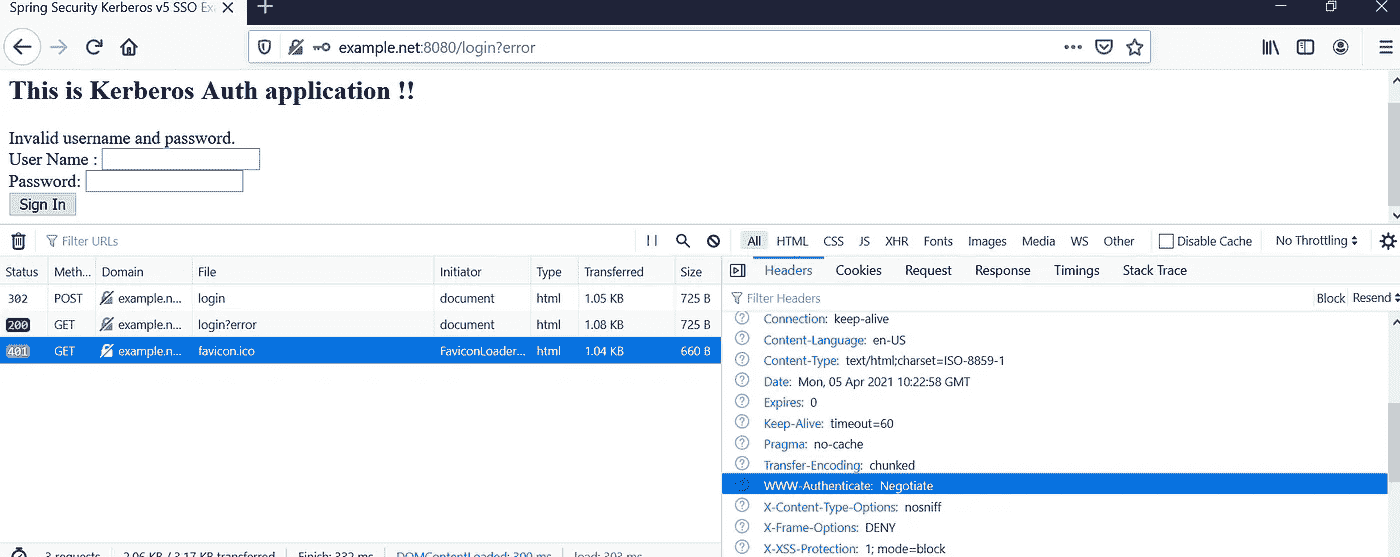 Spring Security Kerberos v5 SSO Ex
example.net:8080/login?error
This is Kerberos Auth application !!
Invalid username and password.
User Name :
Password:
Sign In
Filter URLs
All HTML CSS JS XHR Fonts Images Media WS Other Disable Cache No Throttling
Status Meth... Domain File Initiator Type Transferred Size
302 POST example.n... login document html 1.05 KB 725 B
200 GET example.n... login?error document html 1.08 KB 725 B
401 GET example.n... favicon.ico FaviconLoader... html 1.04 KB 660 B
3 requests 2.06 KB / 3.17 KB transferred Finish: 332 ms DOMContentLoaded: 300 ms load: 303 ms
Headers Cookies Request Response Timings Stack Trace
Filter Headers Block Resend
Connection: keep-alive
Content-Language: en-US
Content-Type: text/html;charset=ISO-8859-1
Date: Mon, 05 Apr 2021 10:22:58 GMT
Expires: 0
Keep-Alive: timeout=60
Pragma: no-cache
Transfer-Encoding: chunked
WWW-Authenticate: Negotiate
X-Content-Type-Options: nosniff
X-Frame-Options: DENY
X-XSS-Protection: 1; mode=block